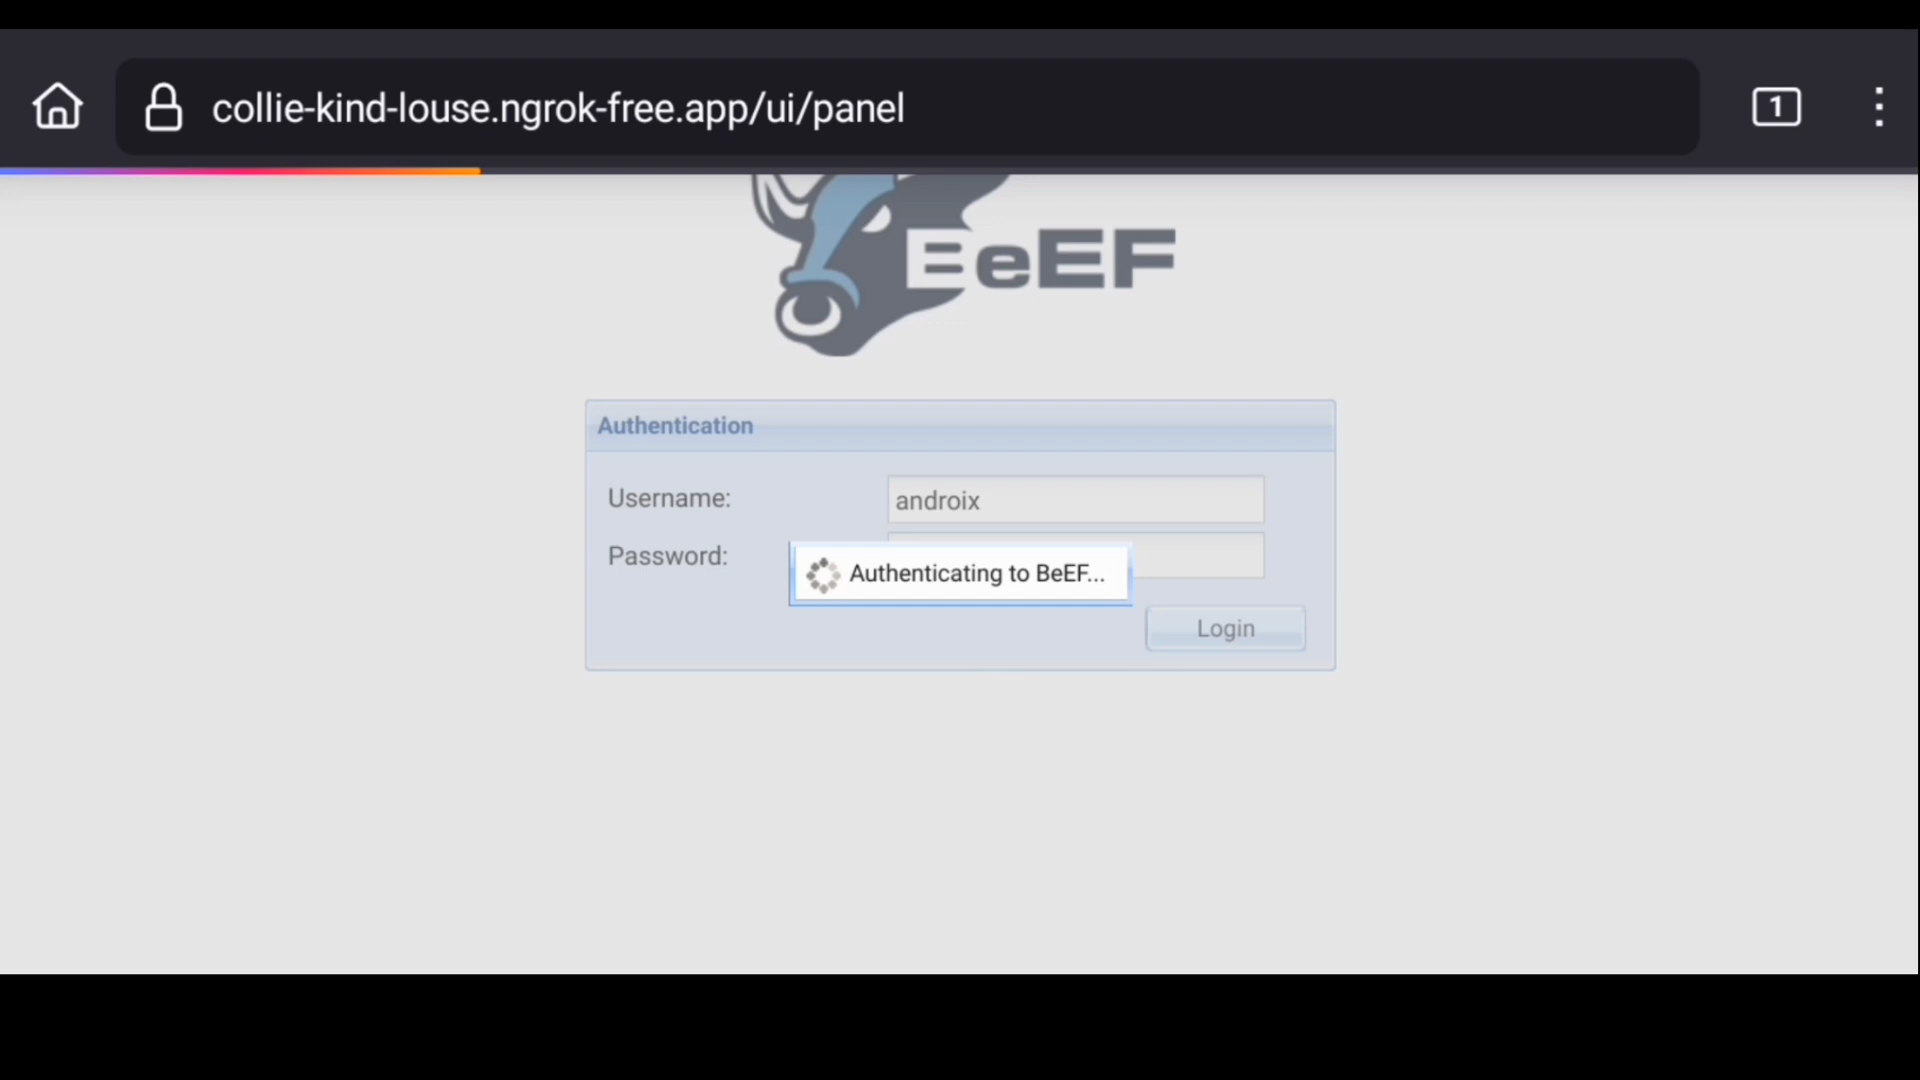 collie-kind-louse.ngrok-free.app/ui/panel
1
BeEF
Authentication
Username:
androix
Password:
Authenticating to BeEF...
Login